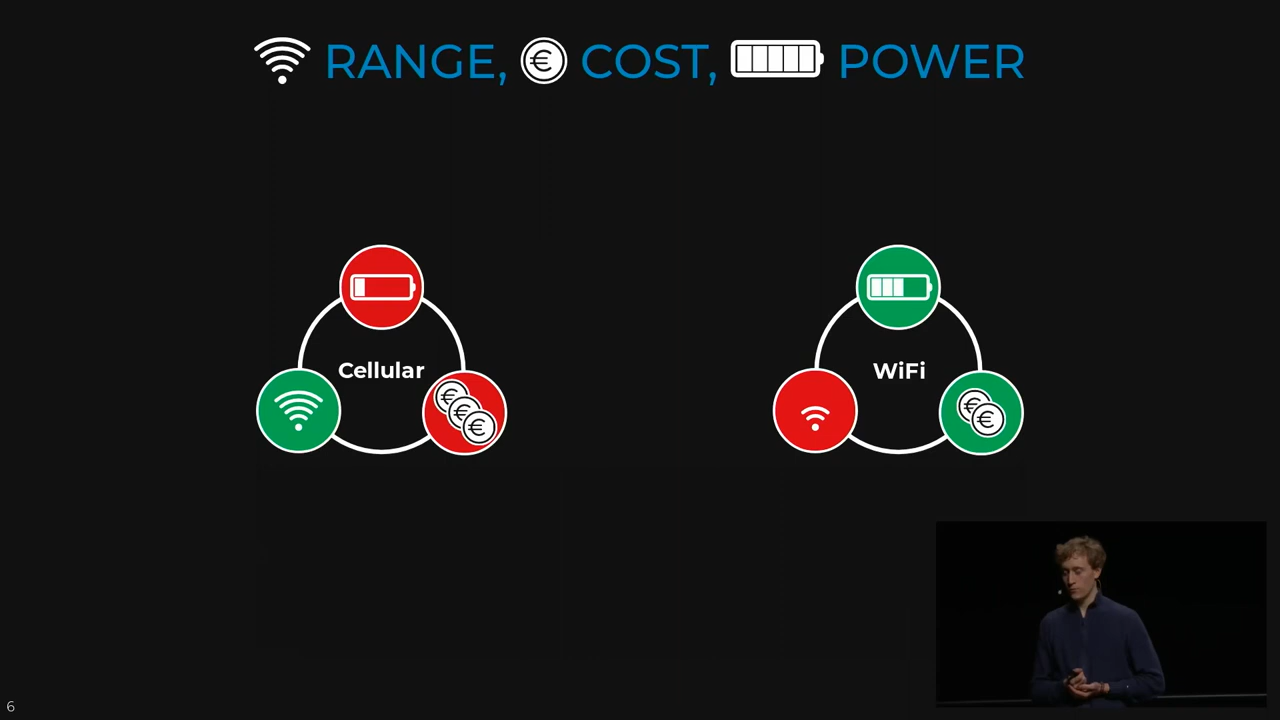 RANGE, € COST, POWER
Cellular
WiFi
€
€
€
€
€
6